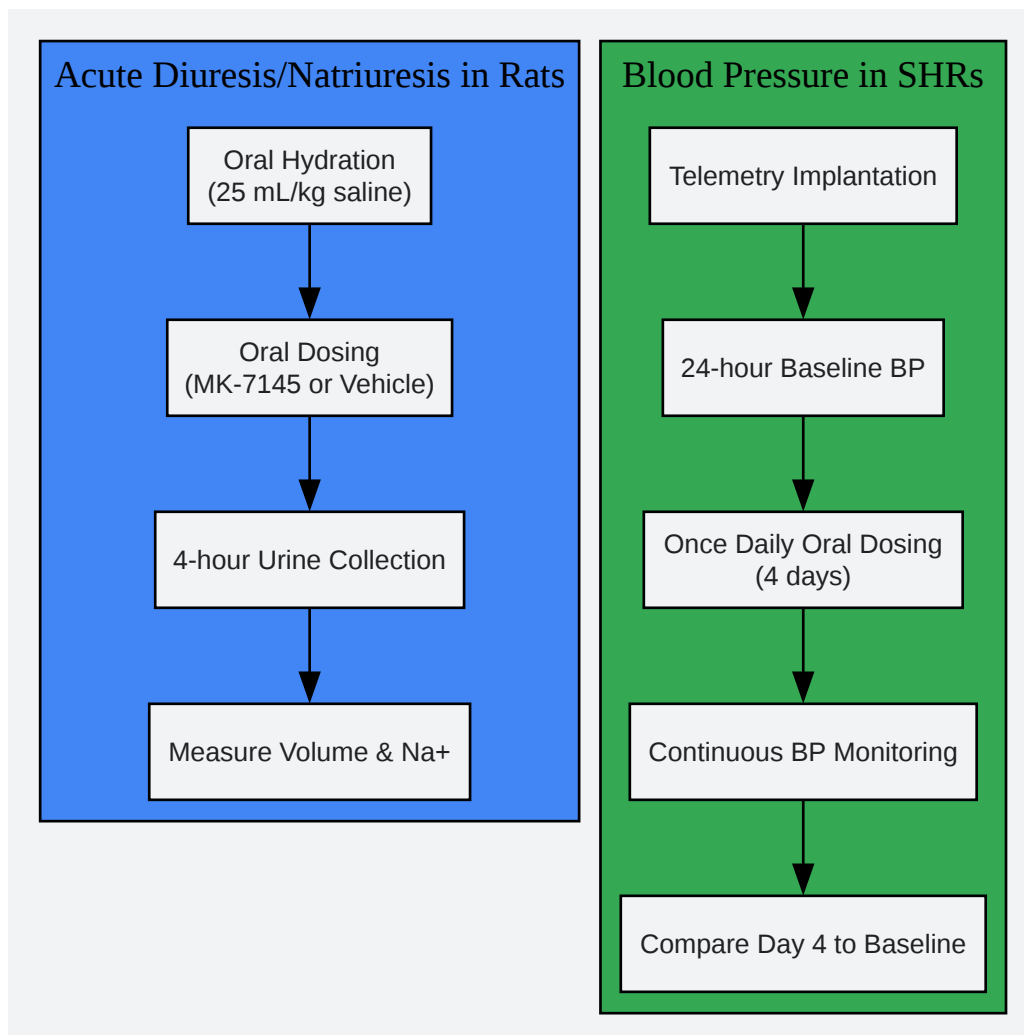 Acute Diuresis/Natriuresis in Rats
Oral Hydration
(25 mL/kg saline)
Oral Dosing
(MK-7145 or Vehicle)
4-hour Urine Collection
Measure Volume & Na+
Blood Pressure in SHRs
Telemetry Implantation
24-hour Baseline BP
Once Daily Oral Dosing
(4 days)
Continuous BP Monitoring
Compare Day 4 to Baseline